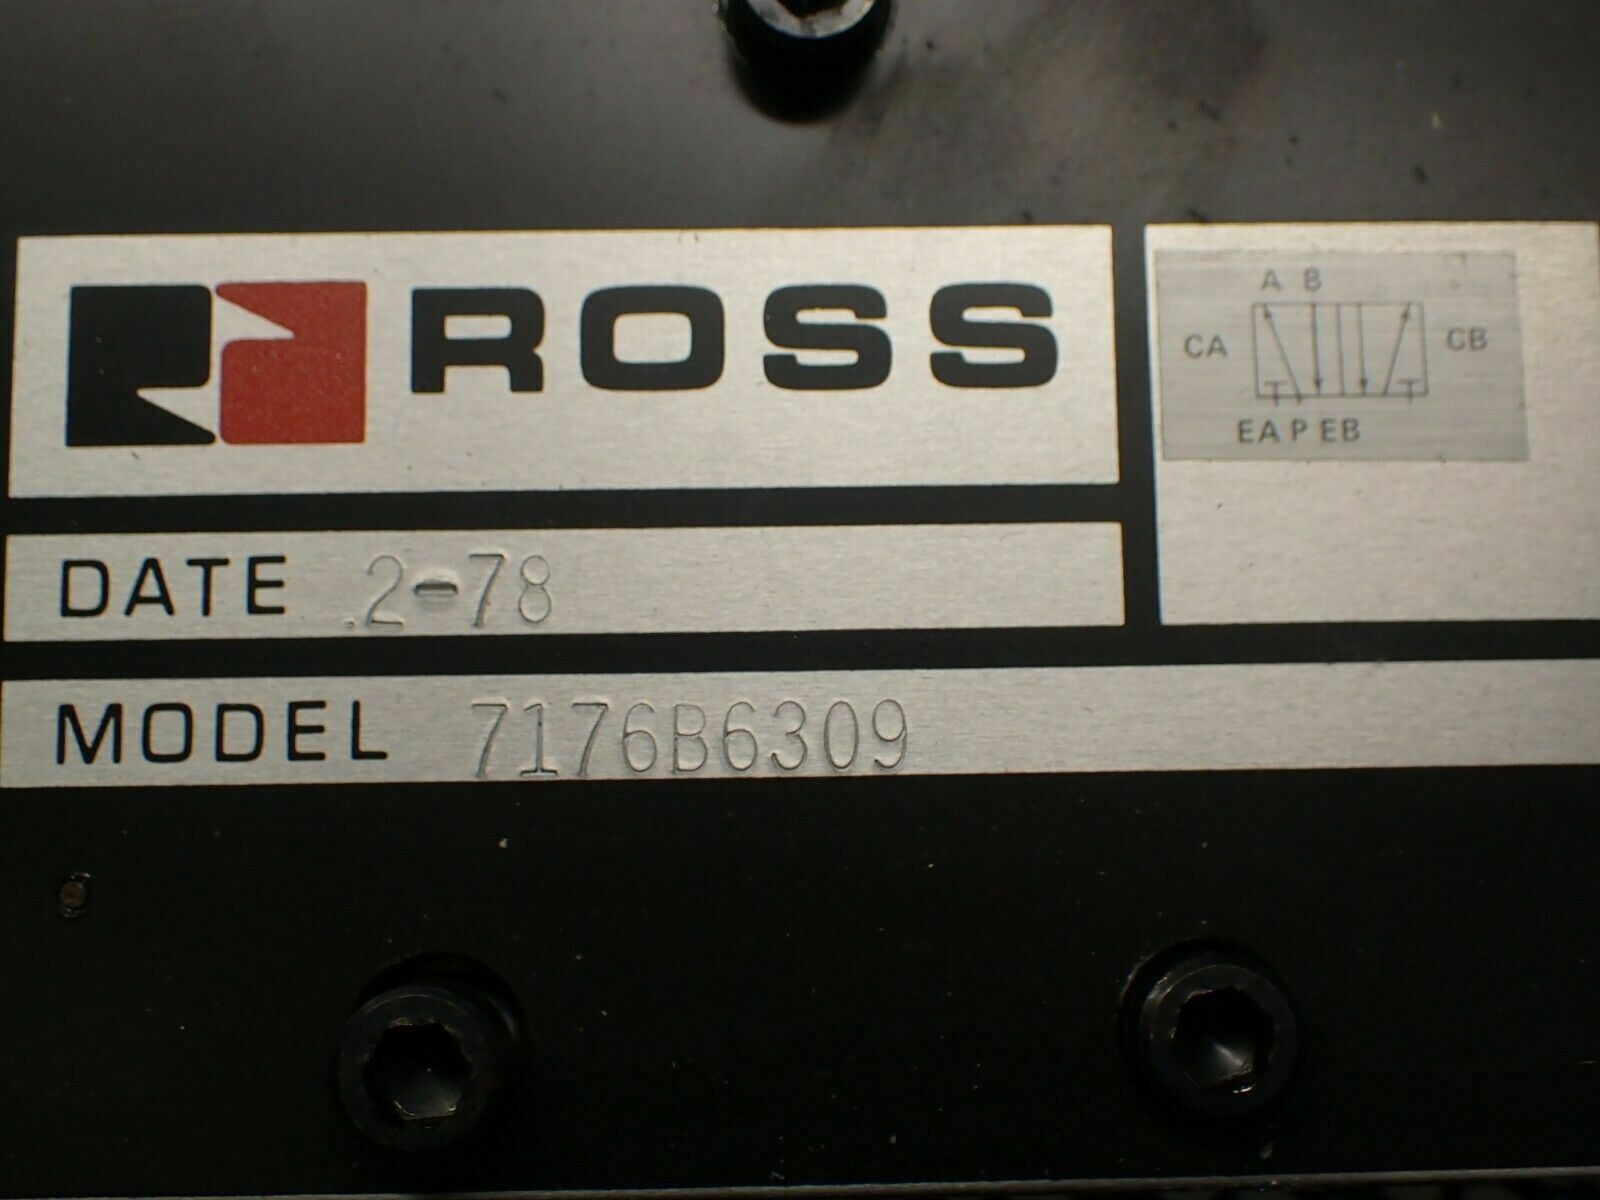 ROSS
A B
CA CB
EA P EB
DATE 2-78
MODEL 7176B6309